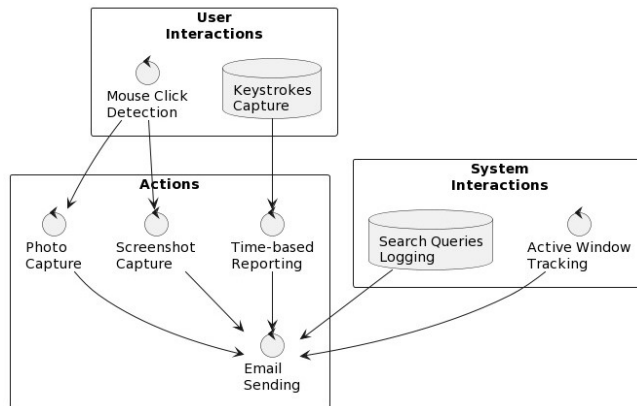 User
Interactions
Mouse Click
Detection
Keystrokes
Capture
Actions
Photo
Capture
Screenshot
Capture
Time-based
Reporting
Email
Sending
System
Interactions
Search Queries
Logging
Active Window
Tracking